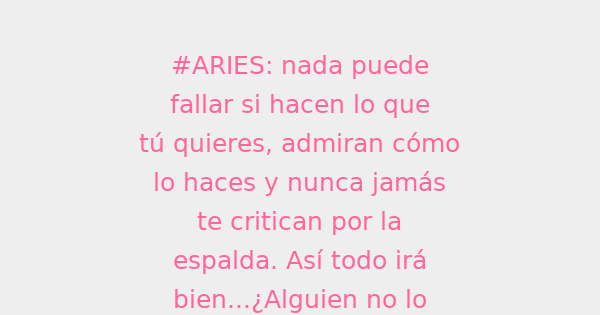 #ARIES: nada puede
fallar si hacen lo que
tú quieres, admiran cómo
lo haces y nunca jamás
te critican por la
espalda. Así todo irá
bien...¿Alguien no lo